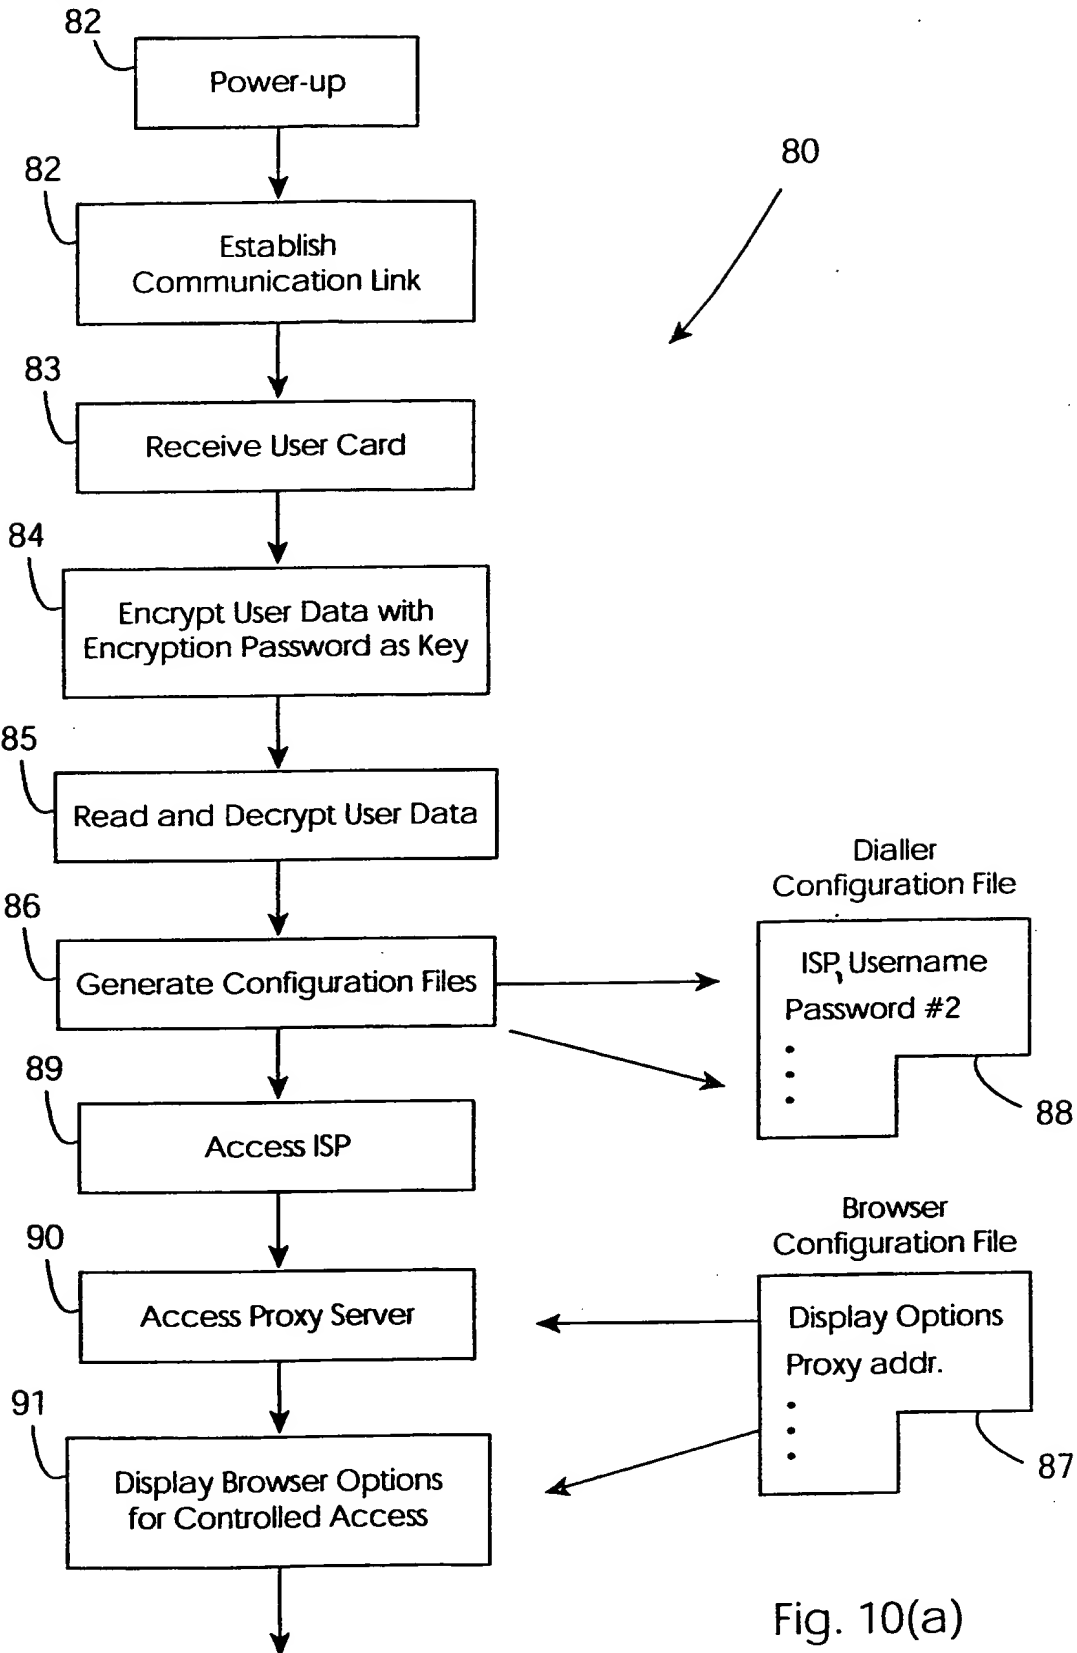 82
Power-up
80
82
Establish
Communication Link
83
Receive User Card
84
Encrypt User Data with
Encryption Password as Key
85
Read and Decrypt User Data
Dialler
Configuration File
86
Generate Configuration Files
ISP, Username
Password #2
88
89
Access ISP
Browser
Configuration File
90
Access Proxy Server
Display Options
Proxy addr.
87
91
Display Browser Options
for Controlled Access
Fig. 10(a)